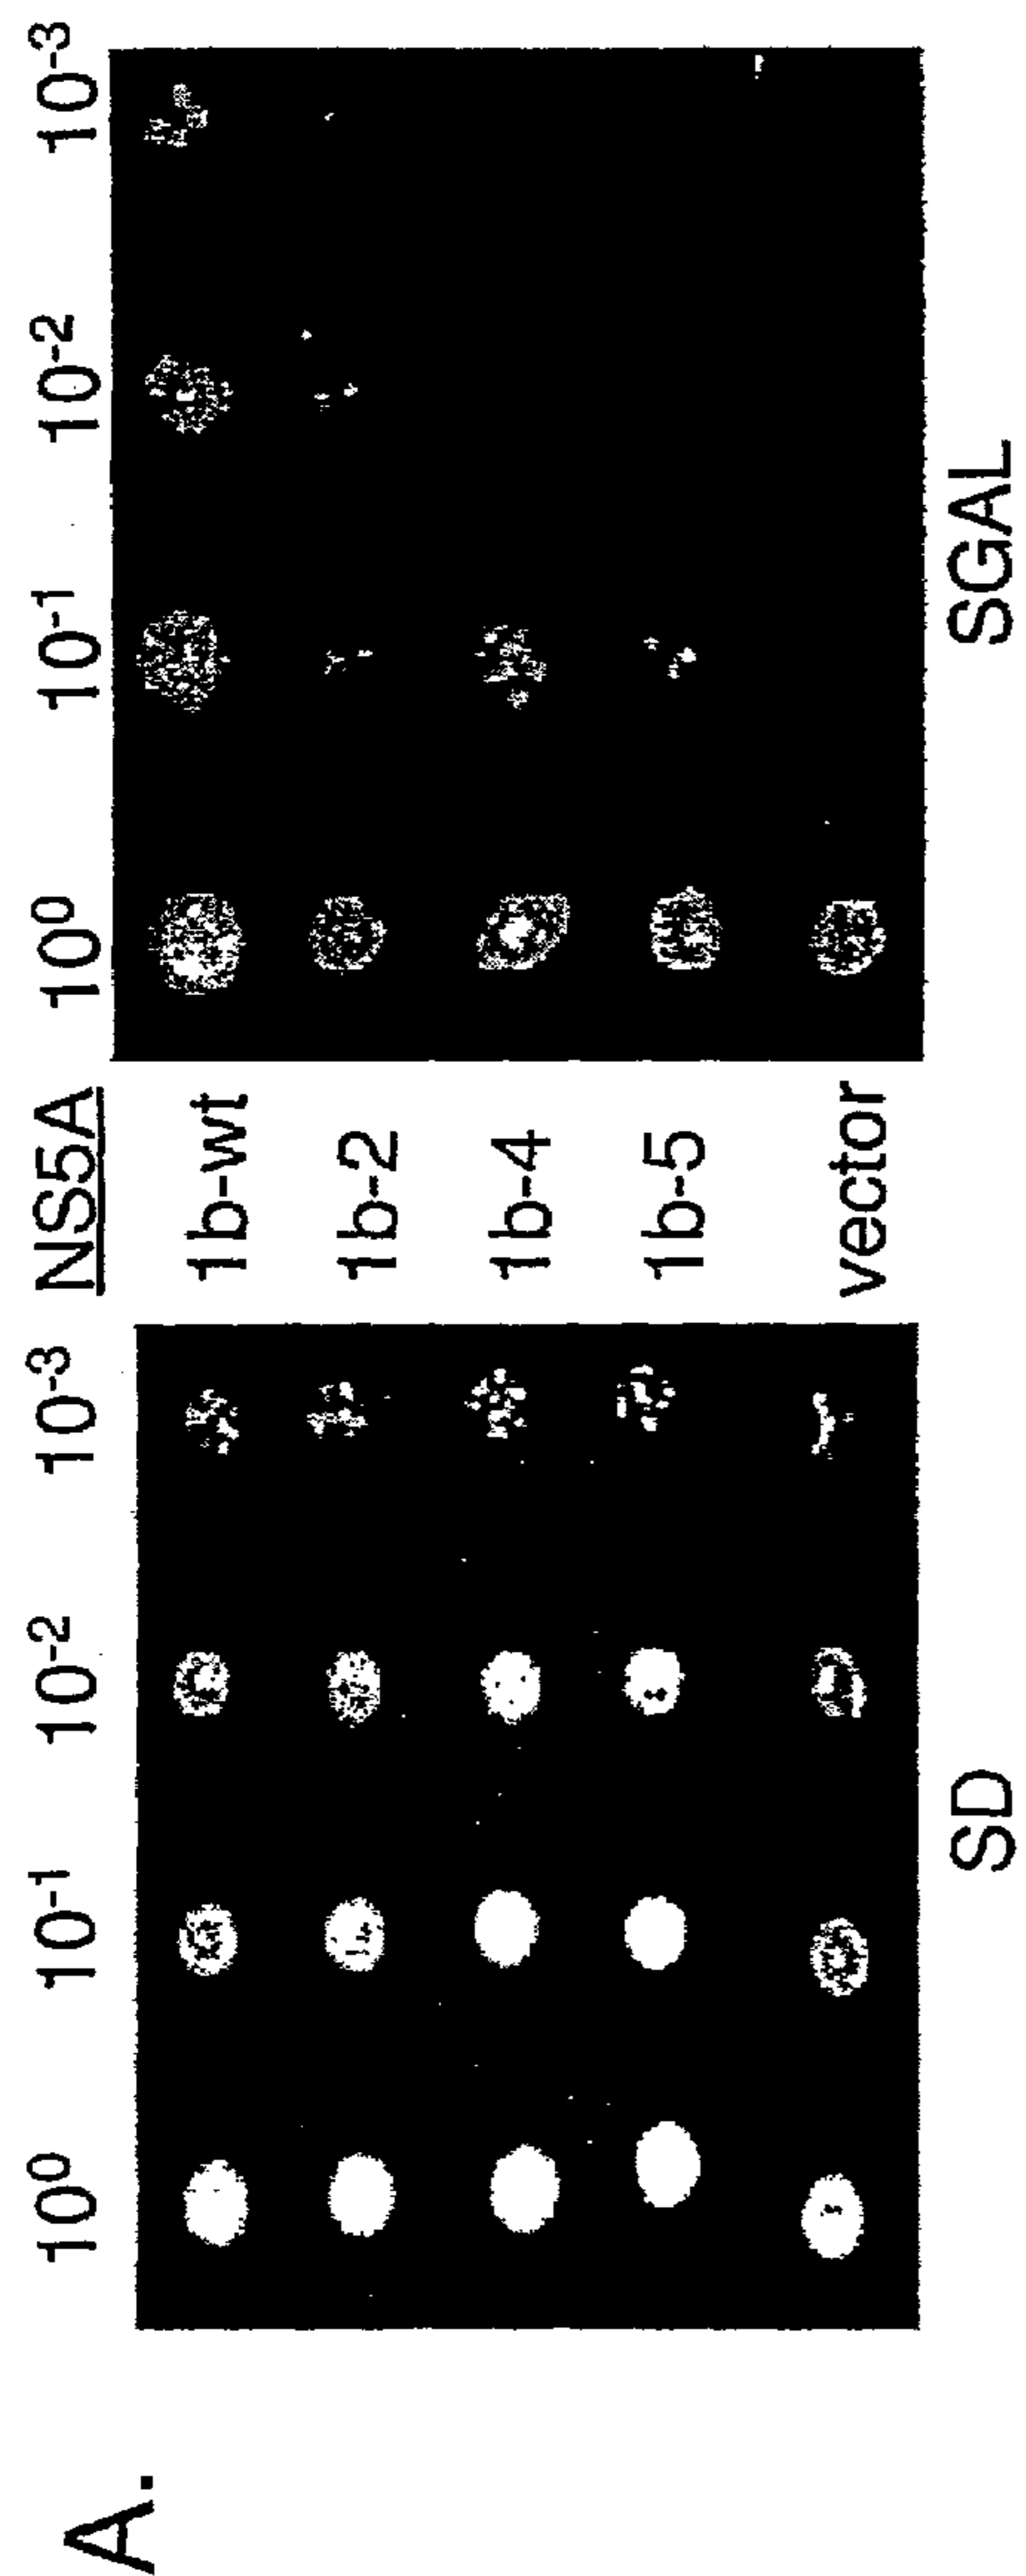 A.
10⁰ 10⁻¹ 10⁻² 10⁻³ NS5A 10⁰ 10⁻¹ 10⁻² 10⁻³
1b-wt
1b-2
1b-4
1b-5
vector
SD SGAL